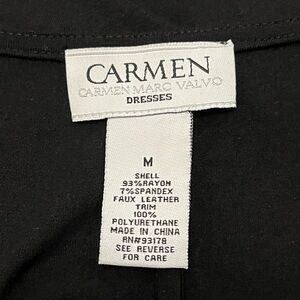 CARMEN
CARMEN MARC VALVO
DRESSES
M
SHELL
93%RAYON
7%SPANDEX
FAUX LEATHER
TRIM
100%
POLYURETHANE
MADE IN CHINA
RN#93178
SEE REVERSE
FOR CARE